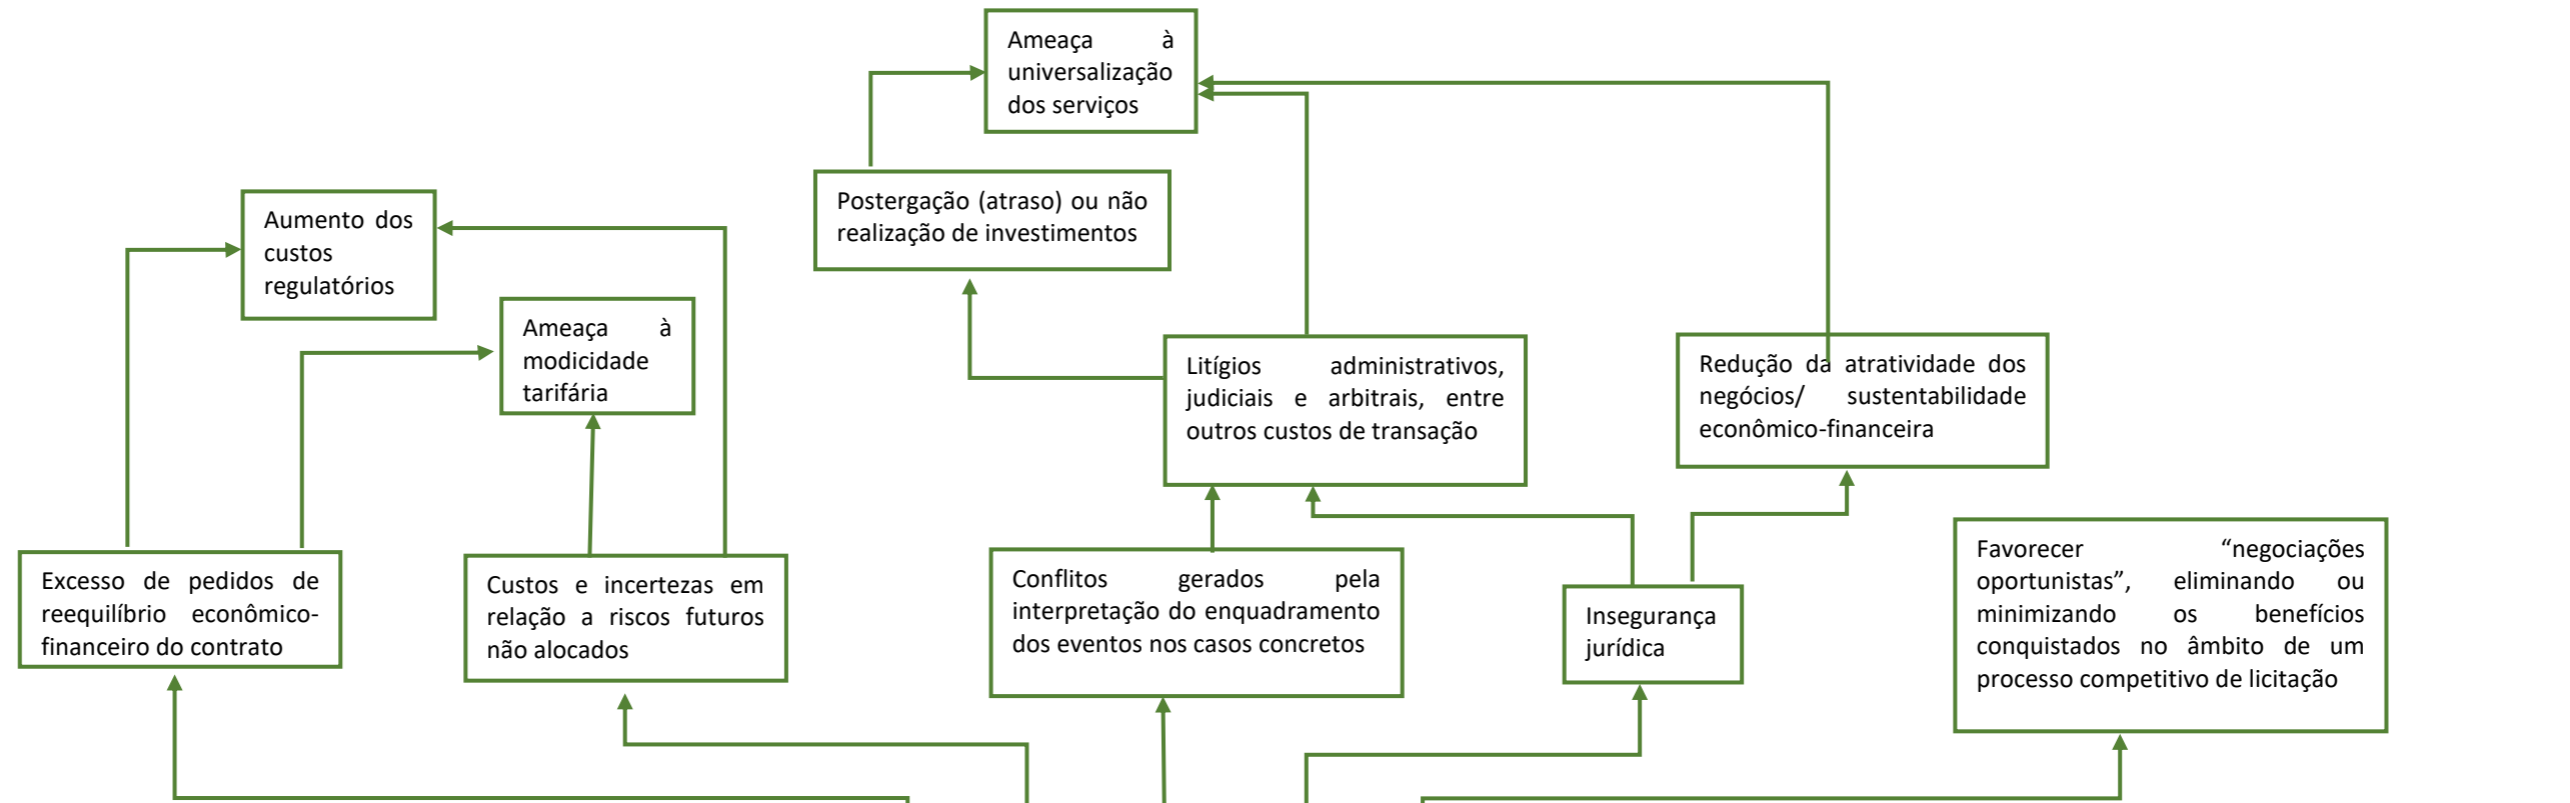 Ameaça à
universalização
dos serviços
Postergação (atraso) ou não
realização de investimentos
Aumento dos
custos
regulatórios
Ameaça à
modicidade
tarifária
Litígios administrativos,
judiciais e arbitrais, entre
outros custos de transação
Redução da atratividade dos
negócios/ sustentabilidade
econômico-financeira
Excesso de pedidos de
reequilíbrio econômico-
financeiro do contrato
Custos e incertezas em
relação a riscos futuros
não alocados
Conflitos gerados pela
interpretação do enquadramento
dos eventos nos casos concretos
Insegurança
jurídica
Favorecer “negociações
oportunistas”, eliminando ou
minimizando os benefícios
conquistados no âmbito de um
processo competitivo de licitação